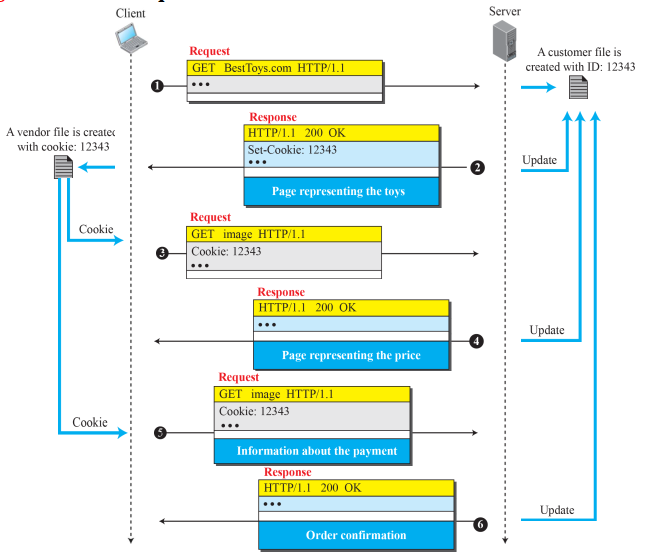 Client
Server
Request
GET BestToys.com HTTP/1.1
A customer file is
created with ID: 12343
1
Response
HTTP/1.1 200 OK
Set-Cookie: 12343
Page representing the toys
2
Update
A vendor file is create
with cookie: 12343
Cookie
Request
GET image HTTP/1.1
Cookie: 12343
3
Response
HTTP/1.1 200 OK
Page representing the price
4
Update
Request
GET image HTTP/1.1
Cookie: 12343
Information about the payment
Cookie
5
Response
HTTP/1.1 200 OK
Order confirmation
6
Update